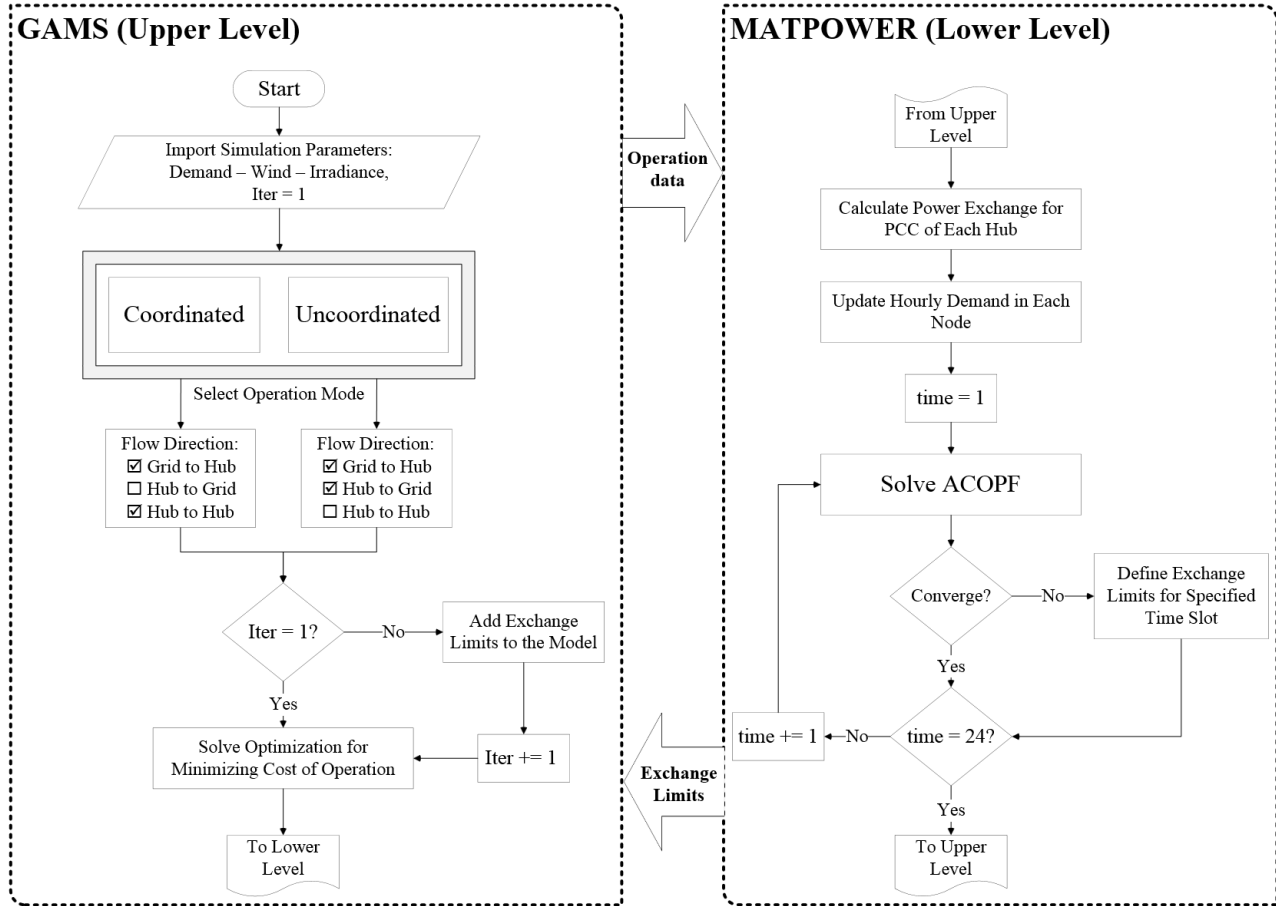 GAMS (Upper Level)
Start
Import Simulation Parameters:
Demand – Wind – Irradiance,
Iter = 1
Coordinated
Uncoordinated
Select Operation Mode
Flow Direction:
☑ Grid to Hub
☐ Hub to Grid
☑ Hub to Hub
Flow Direction:
☑ Grid to Hub
☑ Hub to Grid
☐ Hub to Hub
Iter = 1?
No
Add Exchange
Limits to the Model
Yes
Iter += 1
Solve Optimization for
Minimizing Cost of Operation
To Lower
Level
Operation
data
Exchange
Limits
MATPOWER (Lower Level)
From Upper
Level
Calculate Power Exchange for
PCC of Each Hub
Update Hourly Demand in Each
Node
time = 1
Solve ACOPF
Converge?
No
Define Exchange
Limits for Specified
Time Slot
Yes
time = 24?
No
time += 1
Yes
To Upper
Level